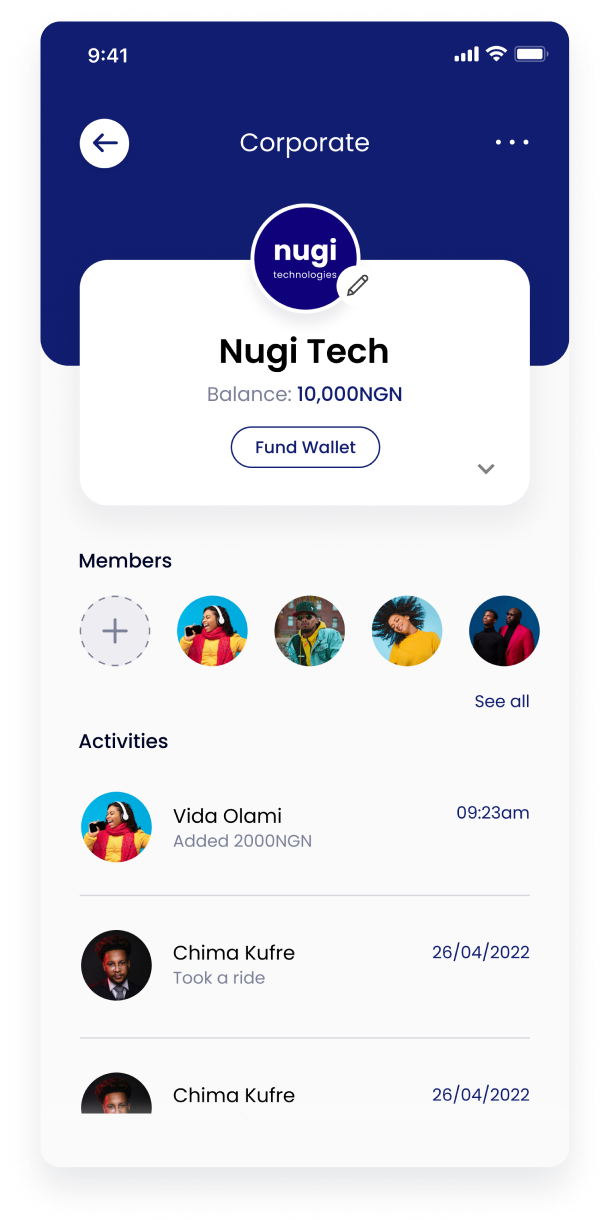 9:41
Corporate
nugi
technologies
Nugi Tech
Balance: 10,000NGN
Fund Wallet
Members
See all
Activities
Vida Olami
09:23am
Added 2000NGN
Chima Kufre
26/04/2022
Took a ride
Chima Kufre
26/04/2022